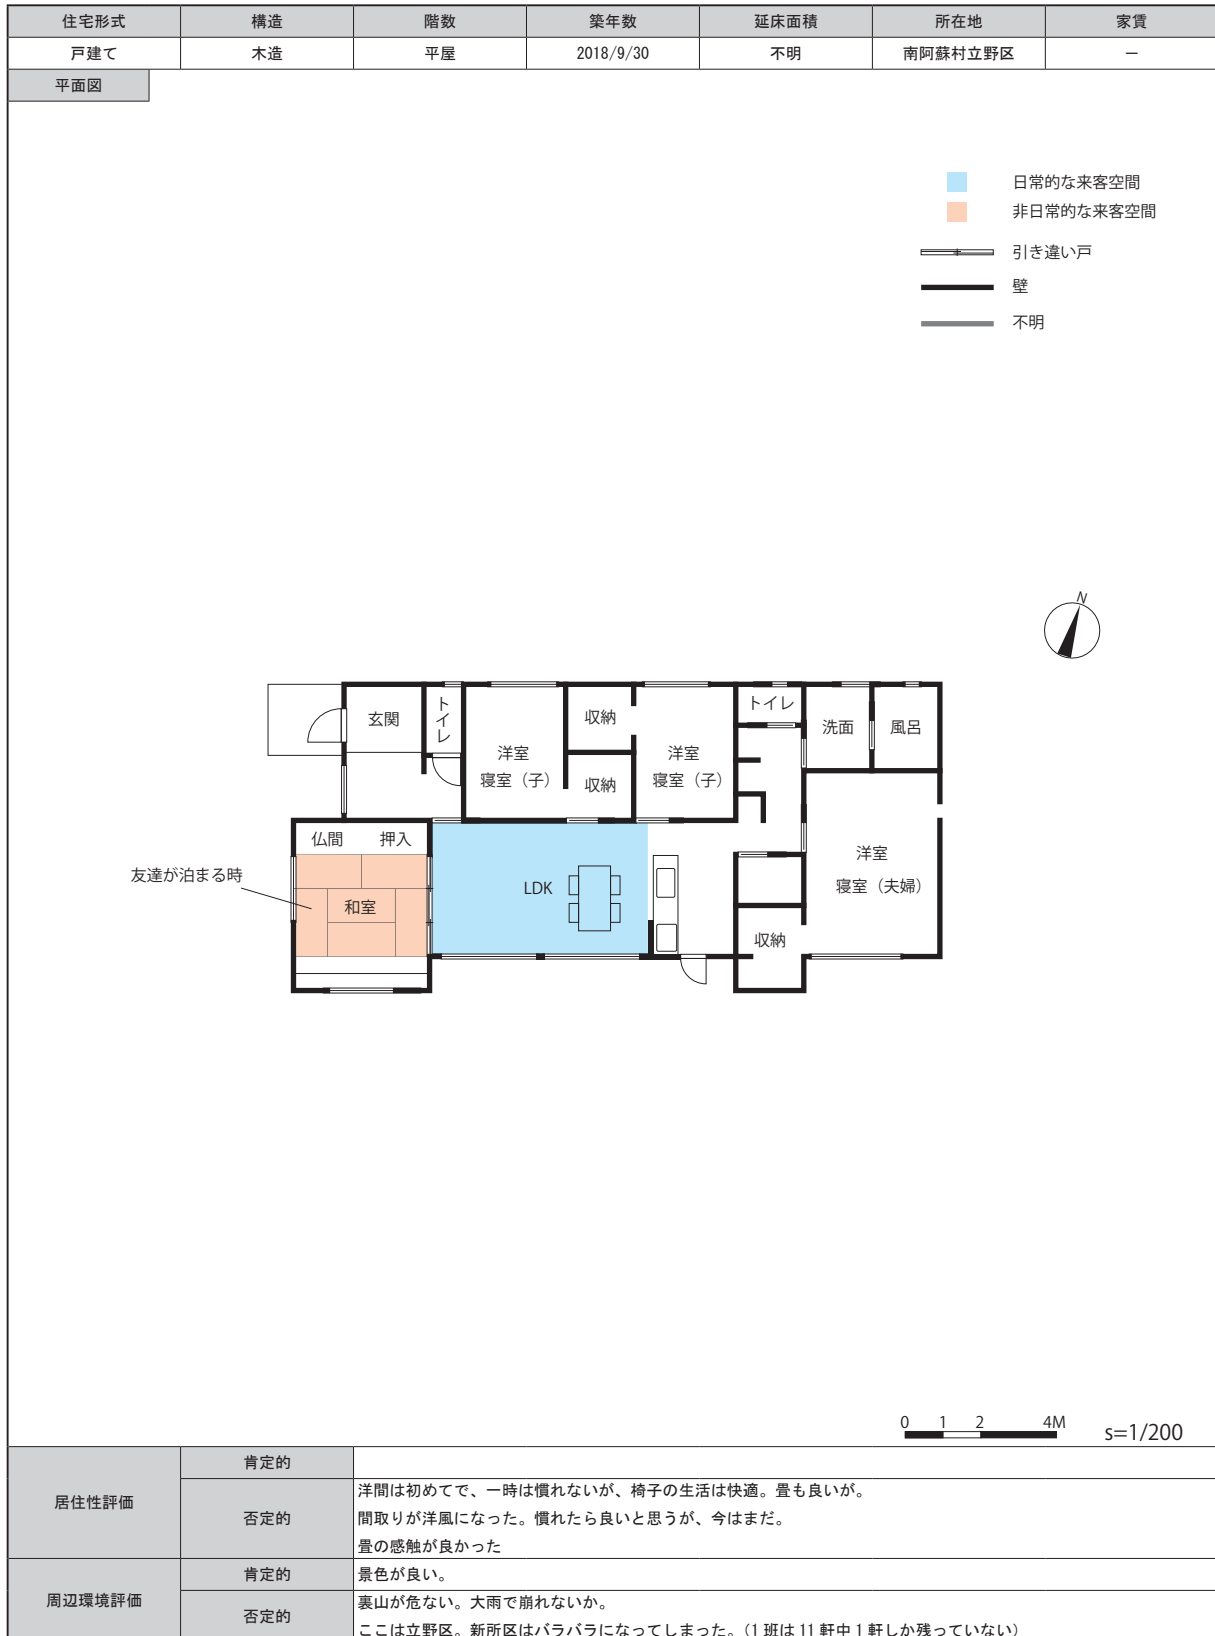 住宅形式 構造 階数 築年数 延床面積 所在地 家賃
戸建て 木造 平屋 2018/9/30 不明 南阿蘇村立野区 －
平面図
日常的な来客空間
非日常的な来客空間
引き違い戸
壁
不明
N
玄関
トイレ
洋室
寝室（子）
収納
収納
洋室
寝室（子）
トイレ
洗面
風呂
仏間 押入
友達が泊まる時
和室
LDK
洋室
寝室（夫婦）
収納
0 1 2 4M
s=1/200
居住性評価
肯定的
否定的
洋間は初めてで、一時は慣れないが、椅子の生活は快適。畳も良いが。
間取りが洋風になった。慣れたら良いと思うが、今はまだ。
畳の感触が良かった
周辺環境評価
肯定的
景色が良い。
否定的
裏山が危ない。大雨で崩れないか。
ここは立野区。新所区はバラバラになってしまった。（1 班は 11 軒中 1 軒しか残っていない）